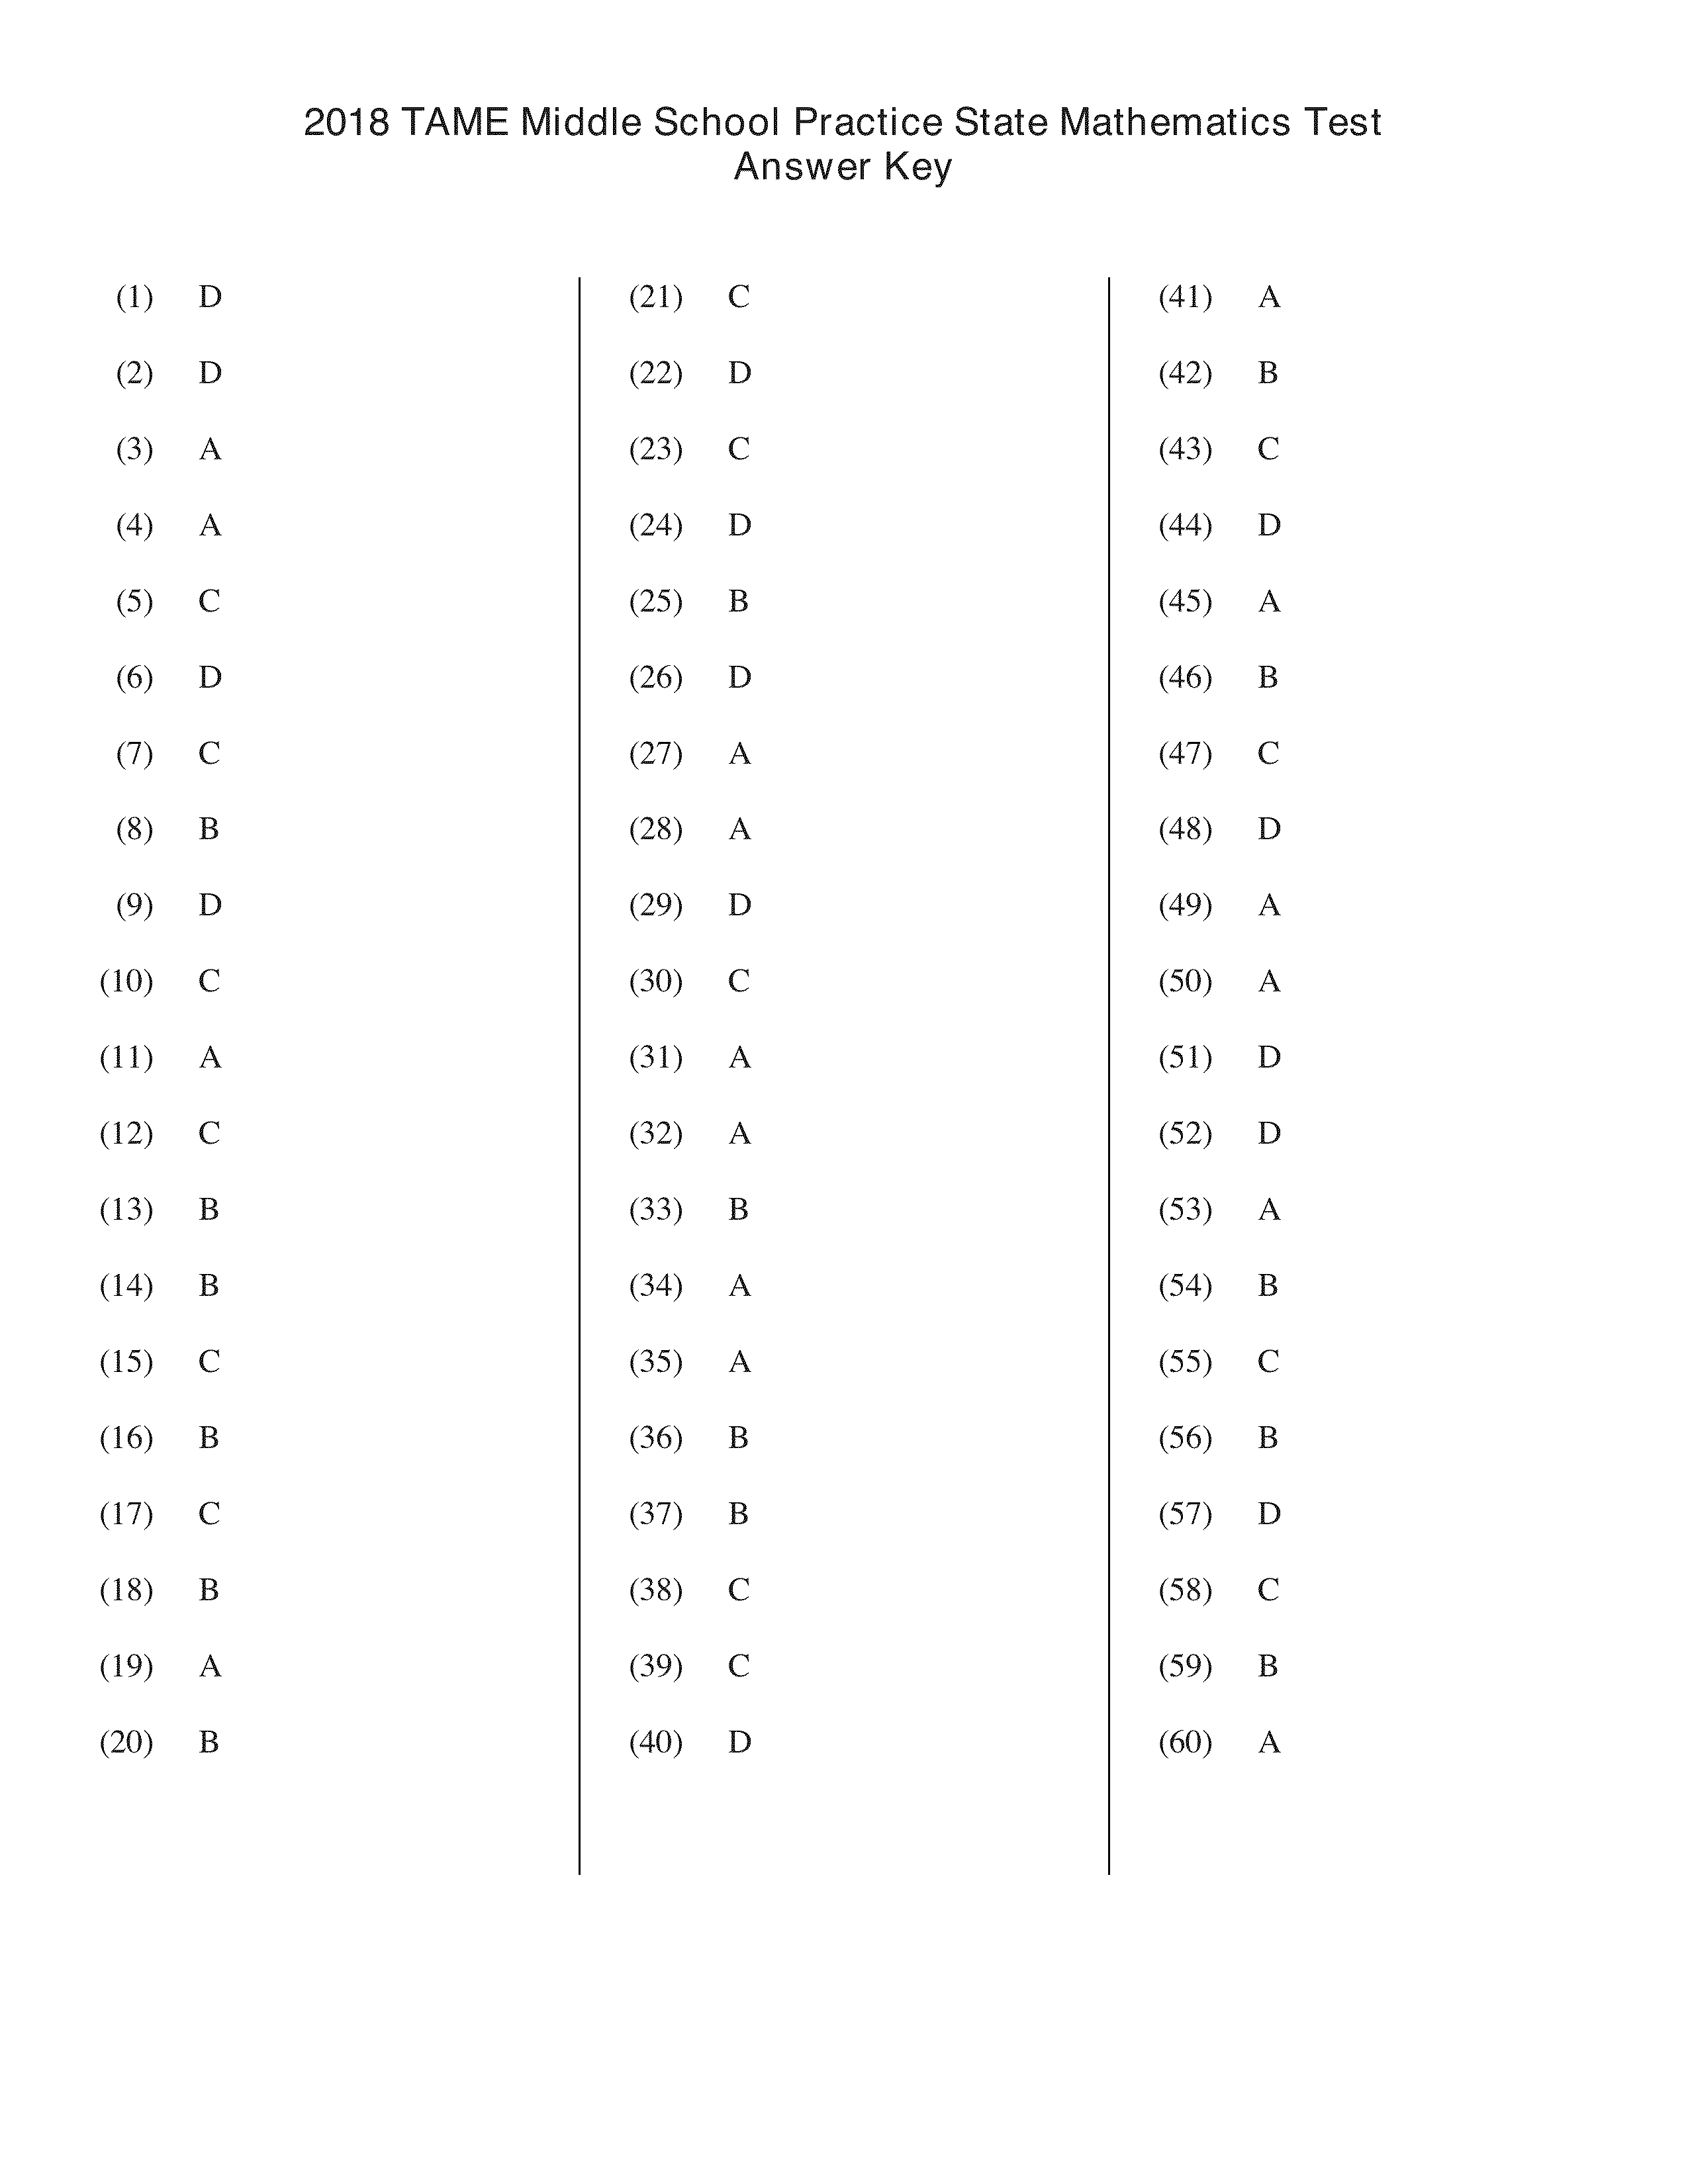 2018 TAME Middle School Practice State Mathematics Test
Answer Key
(1) D
(2) D
(3) A
(4) A
(5) C
(6) D
(7) C
(8) B
(9) D
(10) C
(11) A
(12) C
(13) B
(14) B
(15) C
(16) B
(17) C
(18) B
(19) A
(20) B
(21) C
(22) D
(23) C
(24) D
(25) B
(26) D
(27) A
(28) A
(29) D
(30) C
(31) A
(32) A
(33) B
(34) A
(35) A
(36) B
(37) B
(38) C
(39) C
(40) D
(41) A
(42) B
(43) C
(44) D
(45) A
(46) B
(47) C
(48) D
(49) A
(50) A
(51) D
(52) D
(53) A
(54) B
(55) C
(56) B
(57) D
(58) C
(59) B
(60) A